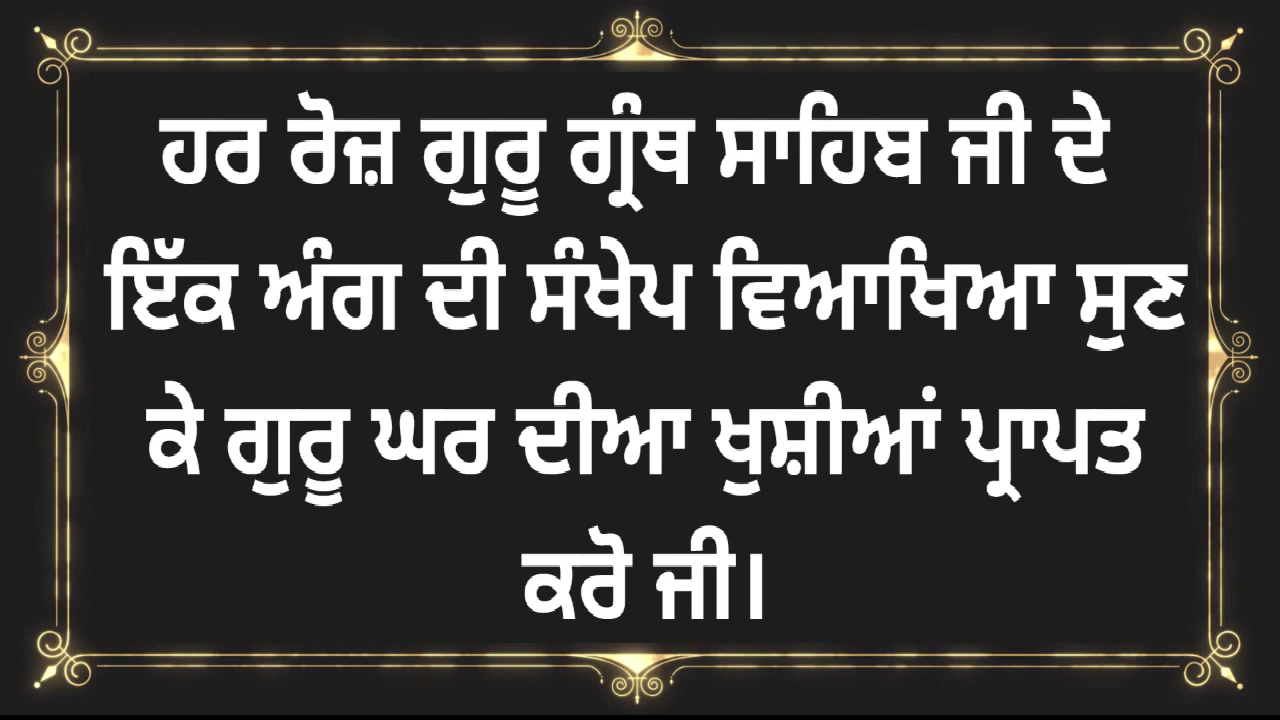 ਹਰ ਰੋਜ਼ ਗੁਰੂ ਗ੍ਰੰਥ ਸਾਹਿਬ ਜੀ ਦੇ
ਇੱਕ ਅੰਗ ਦੀ ਸੰਖੇਪ ਵਿਆਖਿਆ ਸੁਣ
ਕੇ ਗੁਰੂ ਘਰ ਦੀਆ ਖੁਸ਼ੀਆਂ ਪ੍ਰਾਪਤ
ਕਰੋ ਜੀ।